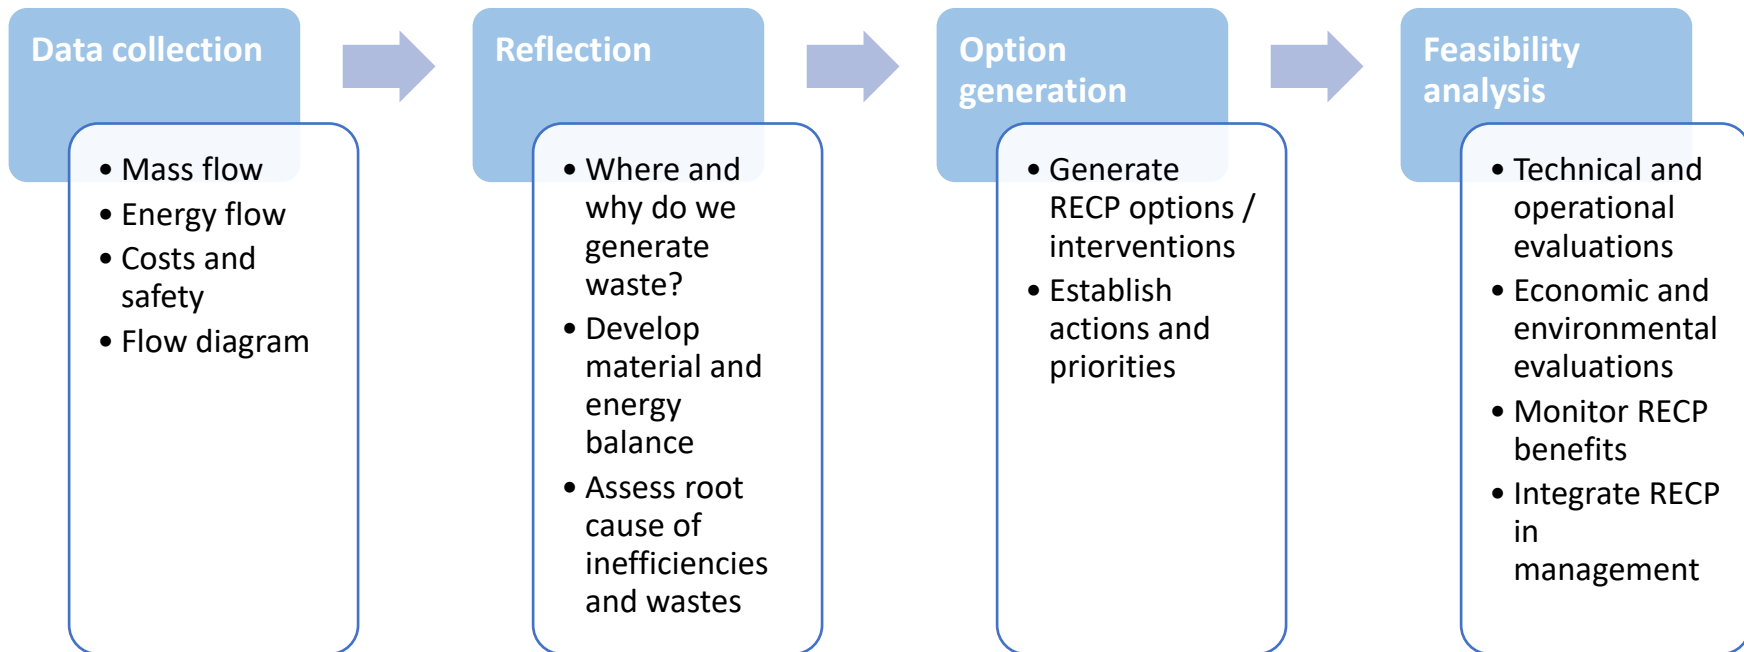 Data collection
• Mass flow
• Energy flow
• Costs and
safety
• Flow diagram
Reflection
• Where and
why do we
generate
waste?
• Develop
material and
energy
balance
• Assess root
cause of
inefficiencies
and wastes
Option
generation
• Generate
RECP options /
interventions
• Establish
actions and
priorities
Feasibility
analysis
• Technical and
operational
evaluations
• Economic and
environmental
evaluations
• Monitor RECP
benefits
• Integrate RECP
in
management